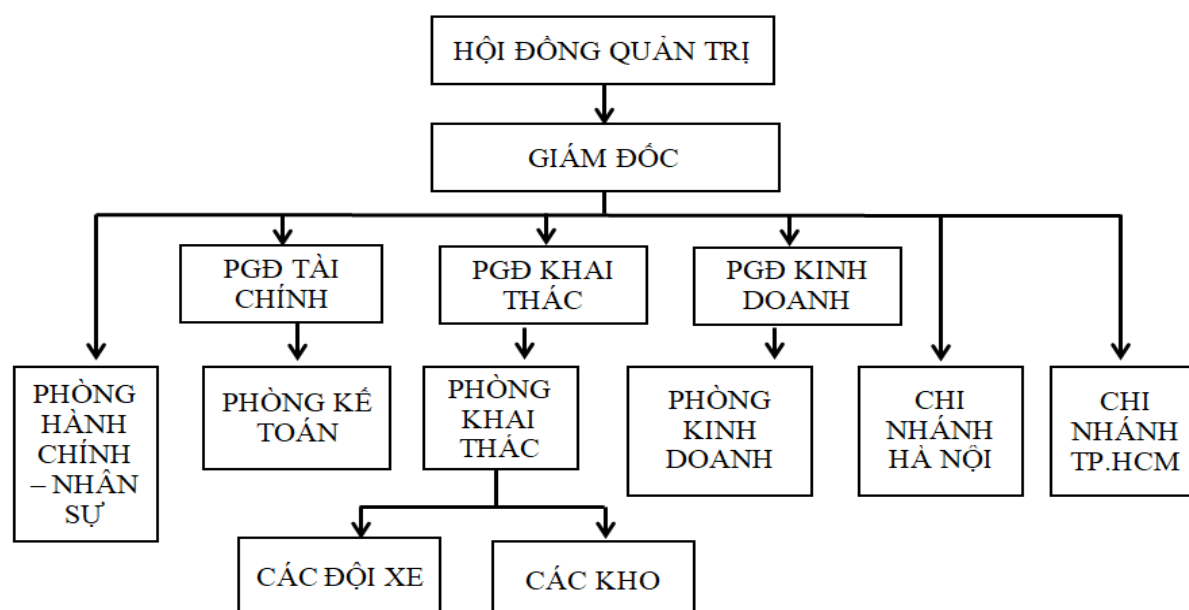 HỘI ĐỒNG QUẢN TRỊ
GIÁM ĐỐC
PGĐ TÀI
CHÍNH
PGĐ KHAI
THÁC
PGĐ KINH
DOANH
PHÒNG
HÀNH
CHÍNH
– NHÂN
SỰ
PHÒNG KẾ
TOÁN
PHÒNG
KHAI
THÁC
PHÒNG
KINH
DOANH
CHI
NHÁNH
HÀ NỘI
CHI
NHÁNH
TP.HCM
CÁC ĐỘI XE
CÁC KHO